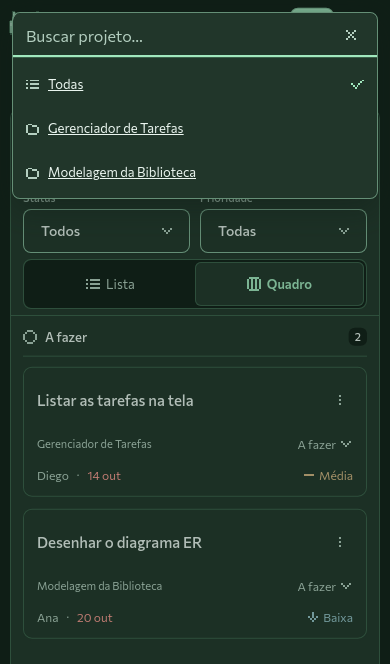 Buscar projeto...
Todas
Gerenciador de Tarefas
Modelagem da Biblioteca
Status Prioridade
Todos Todas
Lista Quadro
A fazer 2
Listar as tarefas na tela
Gerenciador de Tarefas A fazer
Diego · 14 out Média
Desenhar o diagrama ER
Modelagem da Biblioteca A fazer
Ana · 20 out Baixa